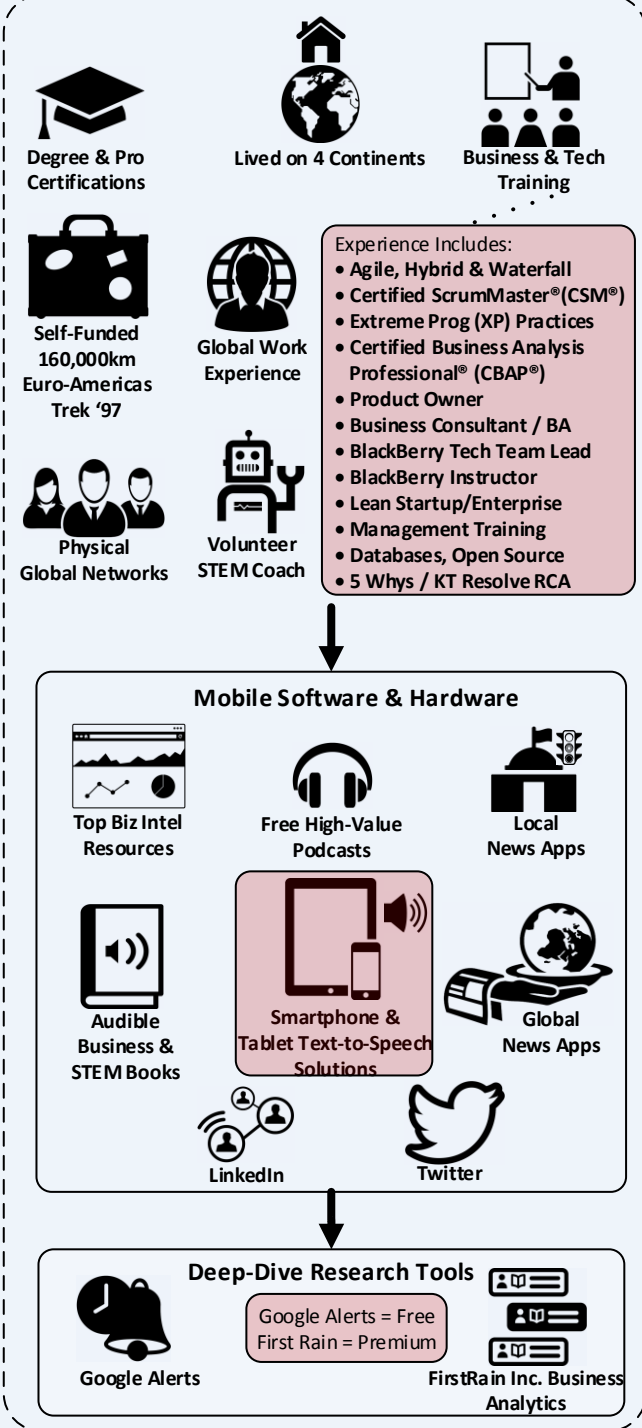 Degree & Pro
Certifications
Lived on 4 Continents
Business & Tech
Training
Self-Funded
160,000km
Euro-Americas
Trek ‘97
Global Work
Experience
Physical
Global Networks
Volunteer
STEM Coach
Experience Includes:
• Agile, Hybrid & Waterfall
• Certified ScrumMaster®(CSM®)
• Extreme Prog (XP) Practices
• Certified Business Analysis
Professional® (CBAP®)
• Product Owner
• Business Consultant / BA
• BlackBerry Tech Team Lead
• BlackBerry Instructor
• Lean Startup/Enterprise
• Management Training
• Databases, Open Source
• 5 Whys / KT Resolve RCA
Mobile Software & Hardware
Top Biz Intel
Resources
Free High-Value
Podcasts
Local
News Apps
Audible
Business &
STEM Books
Smartphone &
Tablet Text-to-Speech
Solutions
Global
News Apps
LinkedIn
Twitter
Deep-Dive Research Tools
Google Alerts
Google Alerts = Free
First Rain = Premium
FirstRain Inc. Business
Analytics